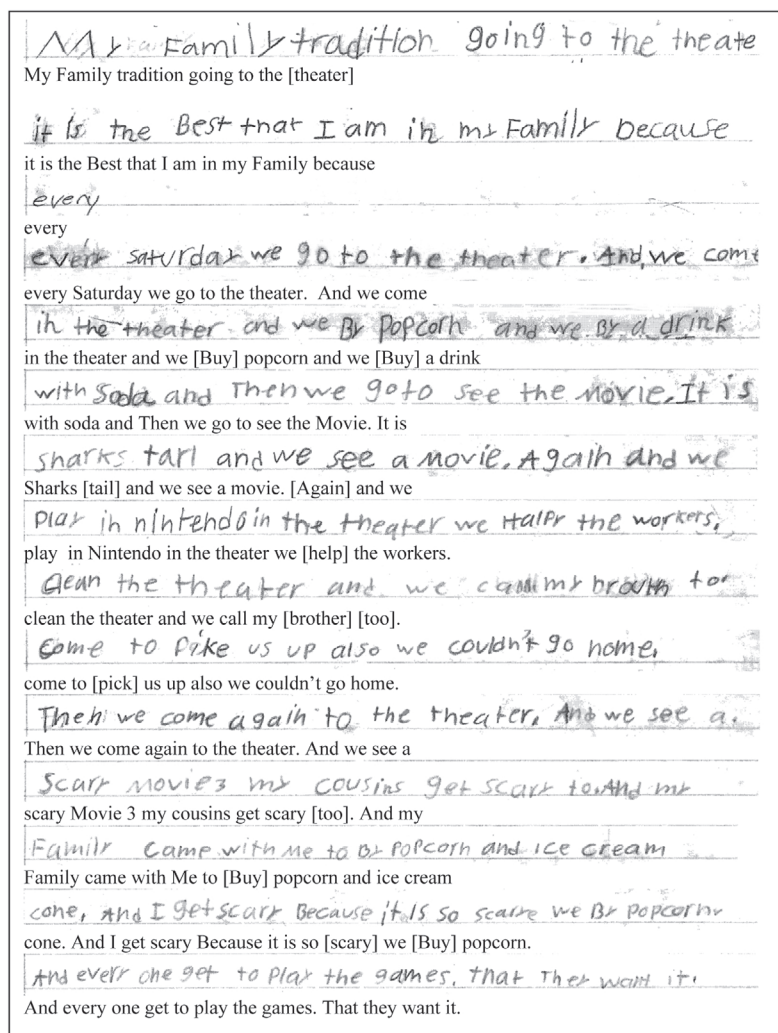 My Family tradition going to the theate
My Family tradition going to the [theater]
it is the Best that I am in my Family because
it is the Best that I am in my Family because
every
every
every saturday we go to the theater. And we come
every Saturday we go to the theater.  And we come
in the theater and we By popcorn and we By a drink
in the theater and we [Buy] popcorn and we [Buy] a drink
with Soda and Then we go to see the Movie. It is
with soda and Then we go to see the Movie. It is
sharks tarl and we see a movie. Again and we
Sharks [tail] and we see a movie. [Again] and we
Play in nintendo in the theater we Halpy the workers.
play  in Nintendo in the theater we [help] the workers.
clean the theater and we call my brouth to
clean the theater and we call my [brother] [too].
Come to Pike us up also we couldn't go home.
come to [pick] us up also we couldn’t go home.
Then we come again to the theater. And we see a.
Then we come again to the theater. And we see a
Scary Movie 3 my cousins get scary to. And my
scary Movie 3 my cousins get scary [too]. And my
Family came with Me to By Popcorn and ice cream
Family came with Me to [Buy] popcorn and ice cream
cone. And I get scary Because it is so scarre we By Popcorn
cone. And I get scary Because it is so [scary] we [Buy] popcorn.
And every one get to Play the games. that They want it.
And every one get to play the games. That they want it.